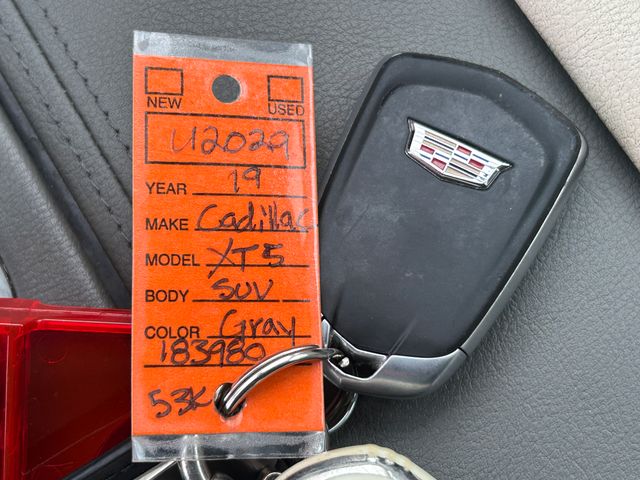 NEW USED
U2029
YEAR 19
MAKE Cadillac
MODEL XT5
BODY SUV
COLOR Gray
183980
53K